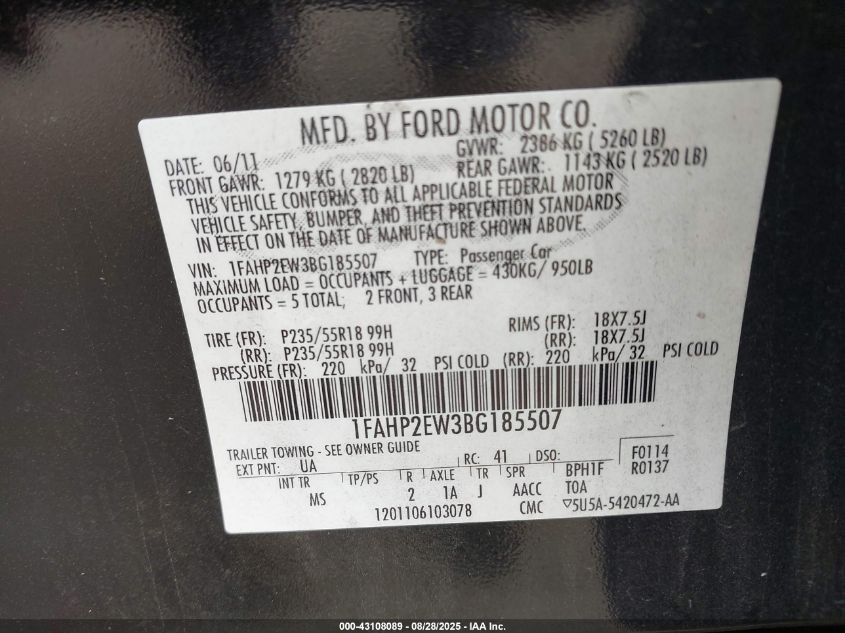 MFD. BY FORD MOTOR CO.
DATE: 06/11 GVWR: 2386 KG ( 5260 LB)
FRONT GAWR: 1279 KG ( 2820 LB) REAR GAWR: 1143 KG ( 2520 LB)
THIS VEHICLE CONFORMS TO ALL APPLICABLE FEDERAL MOTOR
VEHICLE SAFETY, BUMPER, AND THEFT PREVENTION STANDARDS
IN EFFECT ON THE DATE OF MANUFACTURE SHOWN ABOVE.
VIN: 1FAHP2EW3BG185507 TYPE: Passenger Car
MAXIMUM LOAD = OCCUPANTS + LUGGAGE = 430KG/ 950LB
OCCUPANTS = 5 TOTAL; 2 FRONT, 3 REAR
TIRE (FR): P235/55R18 99H RIMS (FR): 18X7.5J
(RR): P235/55R18 99H (RR): 18X7.5J
PRESSURE (FR): 220 kPa/ 32 PSI COLD (RR): 220 kPa/ 32 PSI COLD
1FAHP2EW3BG185507
TRAILER TOWING - SEE OWNER GUIDE
EXT PNT: UA RC: 41 DSO: F0114
INT TR TP/PS R AXLE TR SPR BPH1F R0137
MS 2 1A J AACC TOA
1201106103078 CMC ▽5U5A-5420472-AA
000-43108089 - 08/28/2025 - IAA Inc.